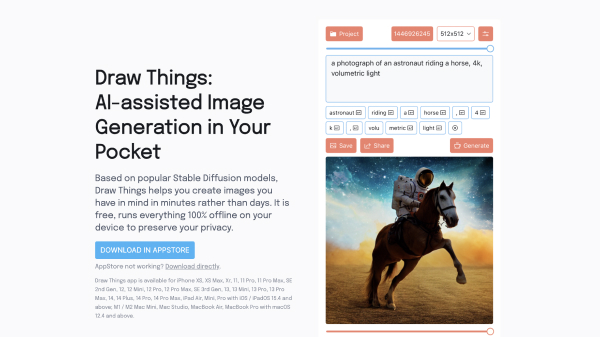 Draw Things:
AI-assisted Image
Generation in Your
Pocket
Based on popular Stable Diffusion models,
Draw Things helps you create images you
have in mind in minutes rather than days. It is
free, runs everything 100% offline on your
device to preserve your privacy.
DOWNLOAD IN APPSTORE
AppStore not working? Download directly.
Draw Things app is available for iPhone XS, XS Max, Xr, 11, 11 Pro, 11 Pro Max, SE
2nd Gen, 12, 12 Mini, 12 Pro, 12 Pro Max, SE 3rd Gen, 13, 13 Mini, 13 Pro, 13 Pro
Max, 14, 14 Plus, 14 Pro, 14 Pro Max, iPad Air, Mini, Pro with iOS / iPadOS 15.4 and
above; M1 / M2 Mac Mini, Mac Studio, MacBook Air, MacBook Pro with macOS
12.4 and above.
Project 1446926245 512x512
a photograph of an astronaut riding a horse, 4k,
volumetric light
astronaut riding a horse , 4
k , volu metric light
Save Share Generate